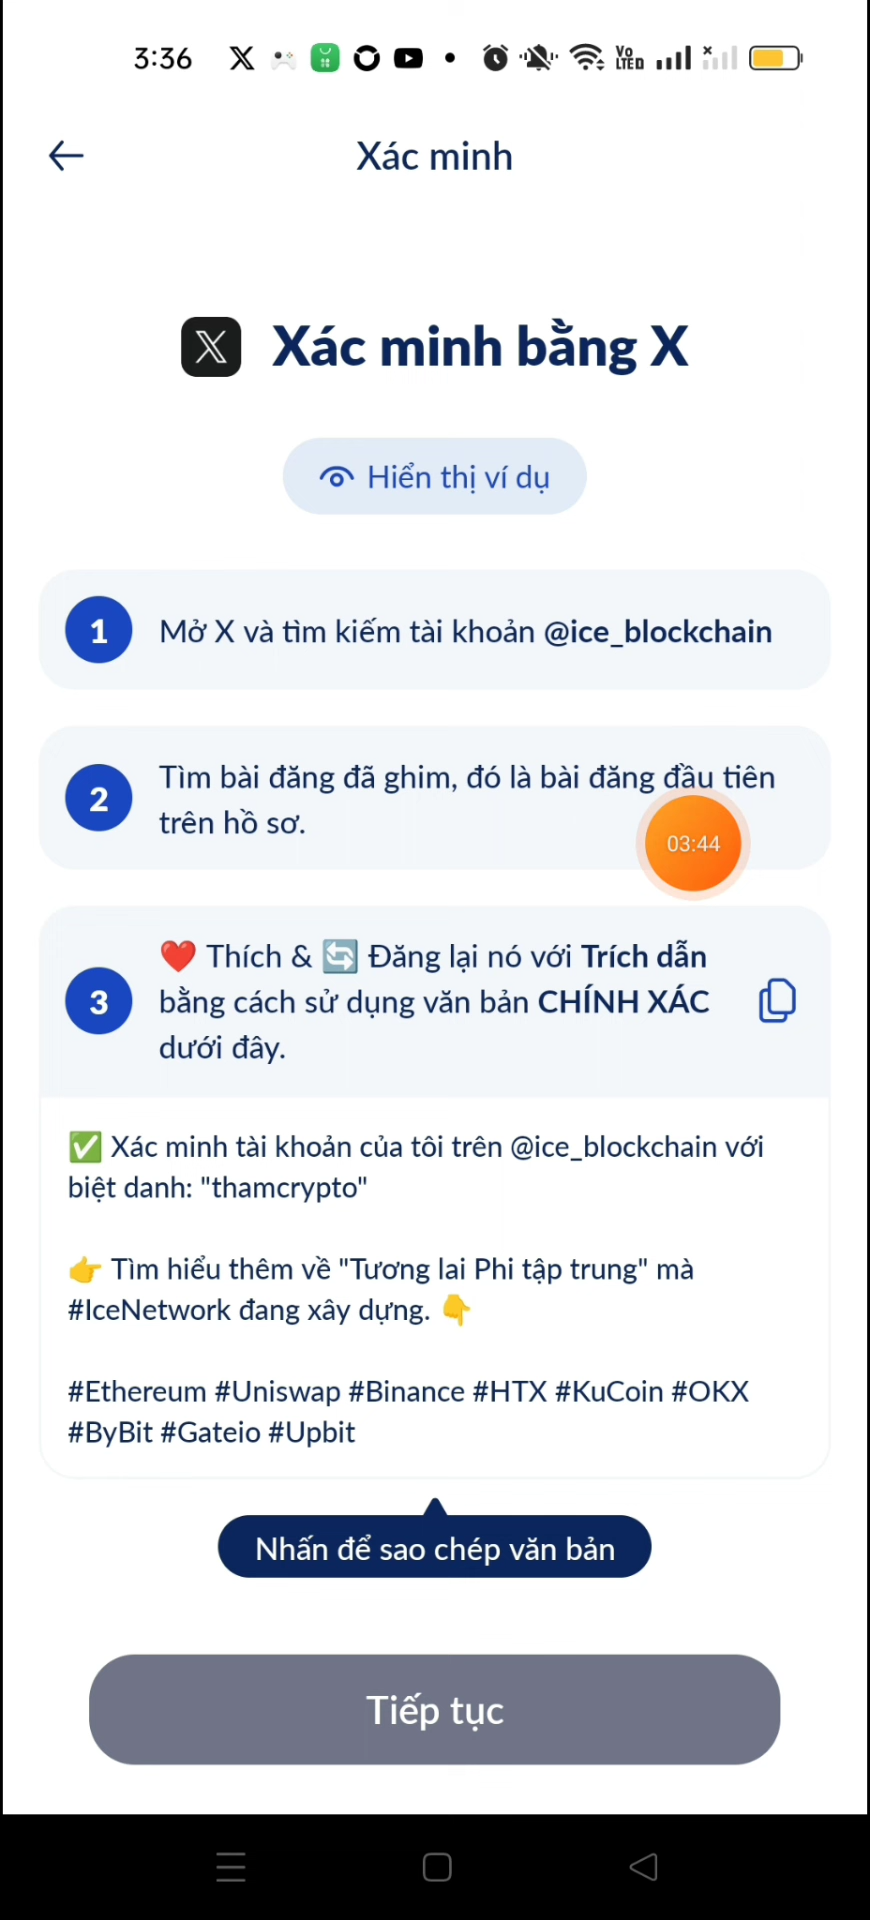 3:36
Vo
LTED
Xác minh
Xác minh bằng X
Hiển thị ví dụ
1
Mở X và tìm kiếm tài khoản @ice_blockchain
2
Tìm bài đăng đã ghim, đó là bài đăng đầu tiên
trên hồ sơ.
03:44
3
❤️ Thích & 🔄 Đăng lại nó với Trích dẫn
bằng cách sử dụng văn bản CHÍNH XÁC
dưới đây.
✅ Xác minh tài khoản của tôi trên @ice_blockchain với
biệt danh: "thamcrypto"
👉 Tìm hiểu thêm về "Tương lai Phi tập trung" mà
#IceNetwork đang xây dựng. 👇
#Ethereum #Uniswap #Binance #HTX #KuCoin #OKX
#ByBit #Gateio #Upbit
Nhấn để sao chép văn bản
Tiếp tục